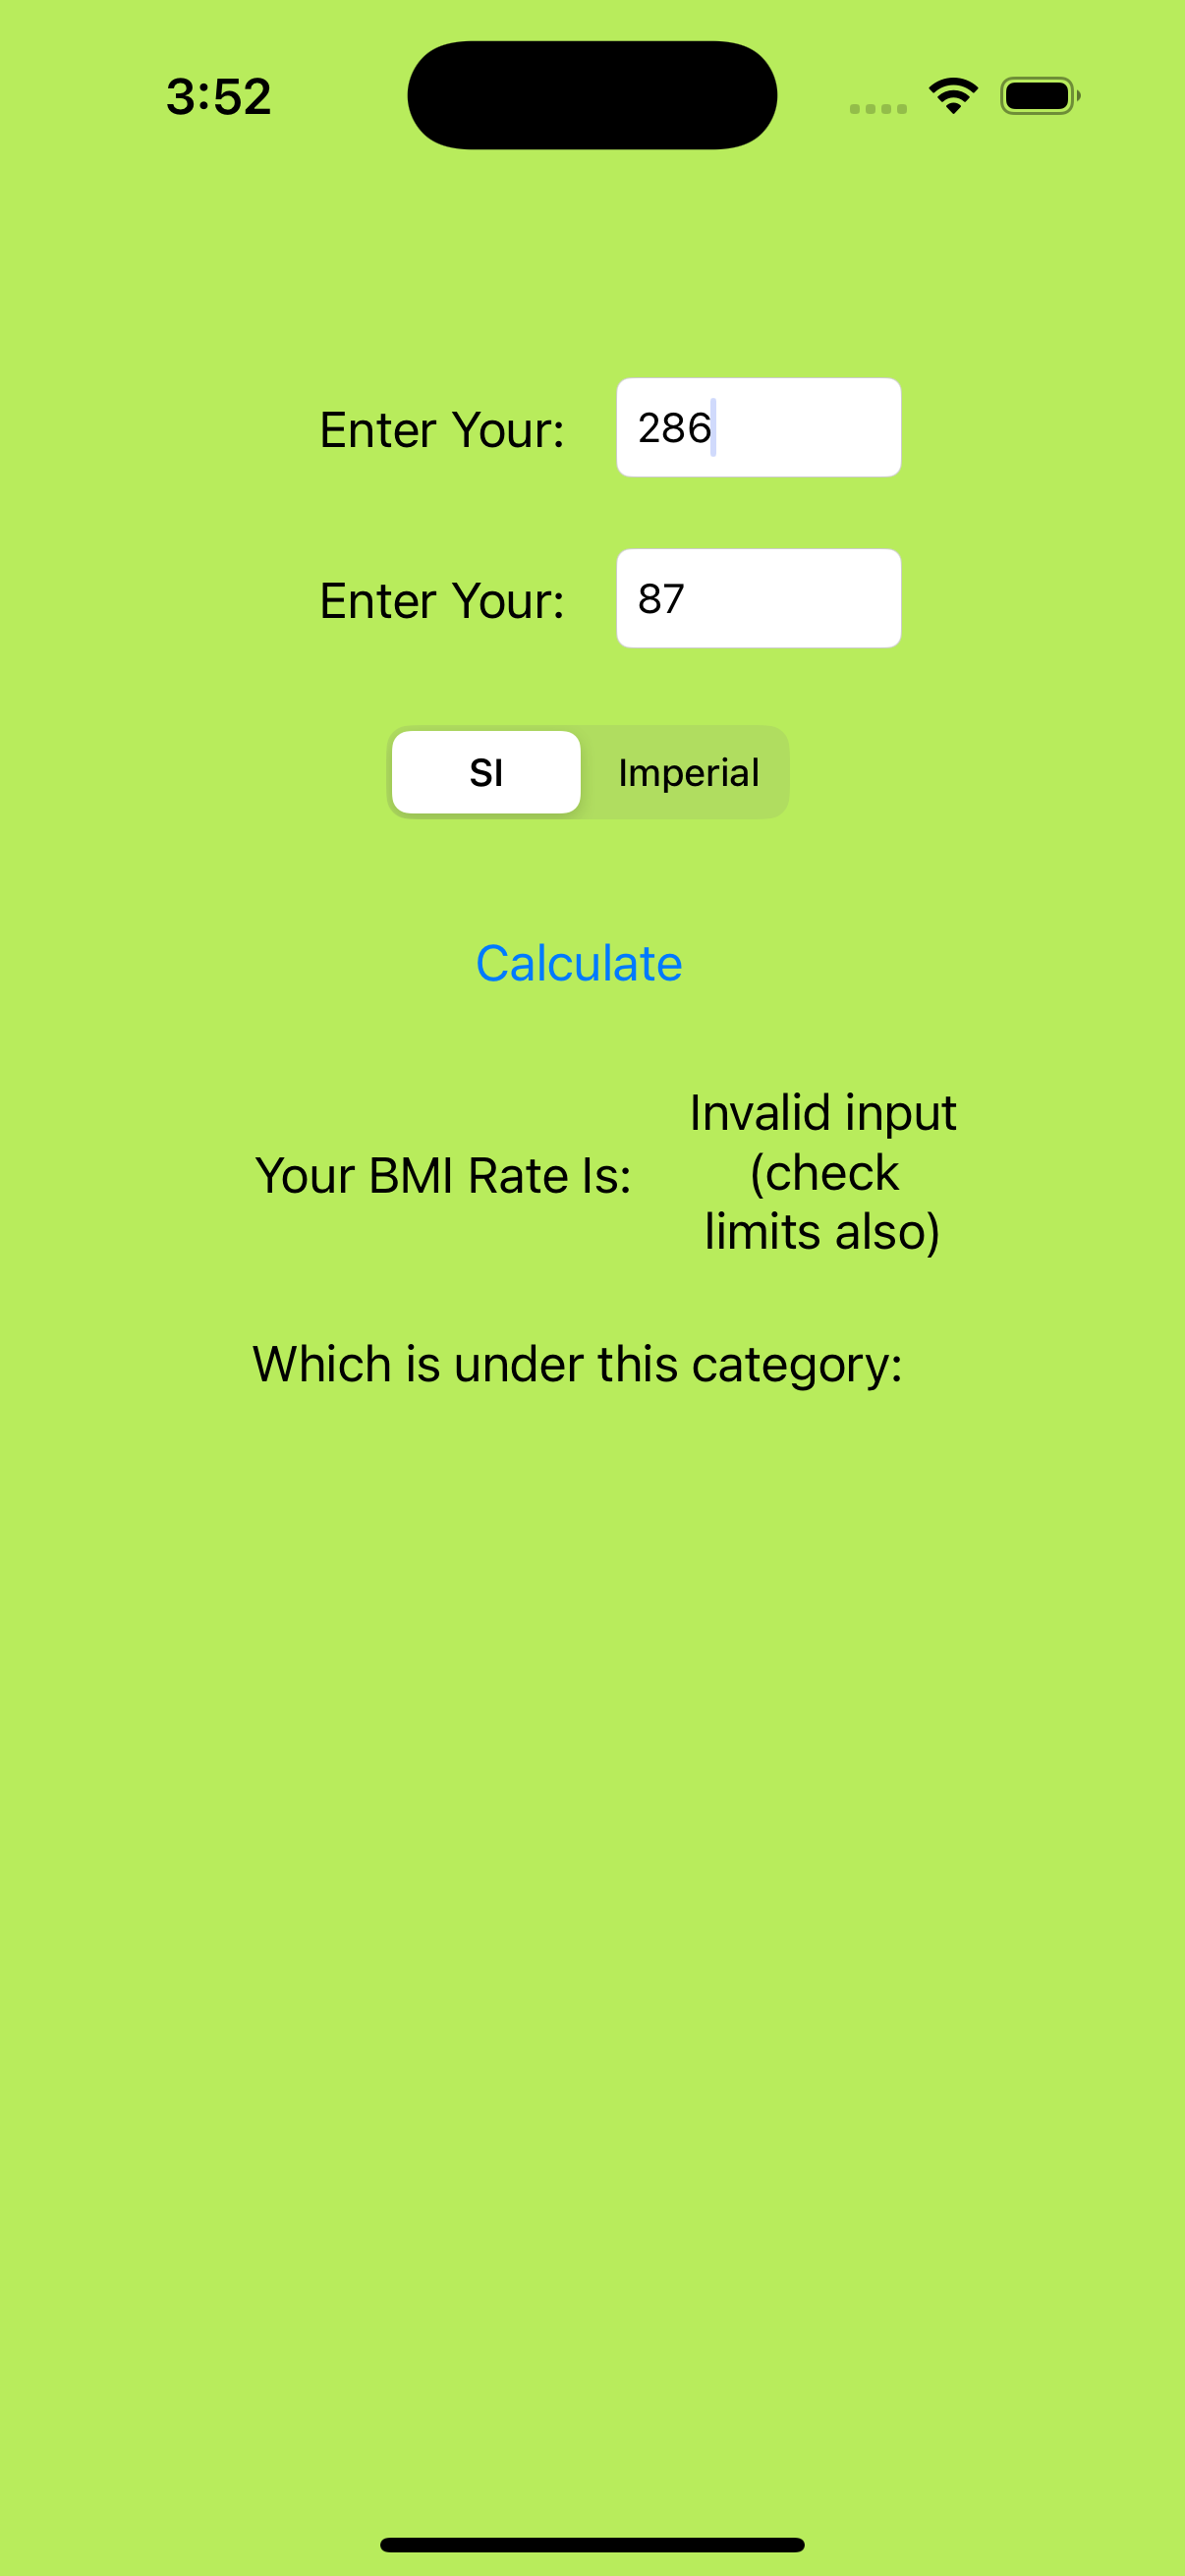 3:52
Enter Your: 286
Enter Your: 87
SI Imperial
Calculate
Your BMI Rate Is:
Invalid input
(check
limits also)
Which is under this category: